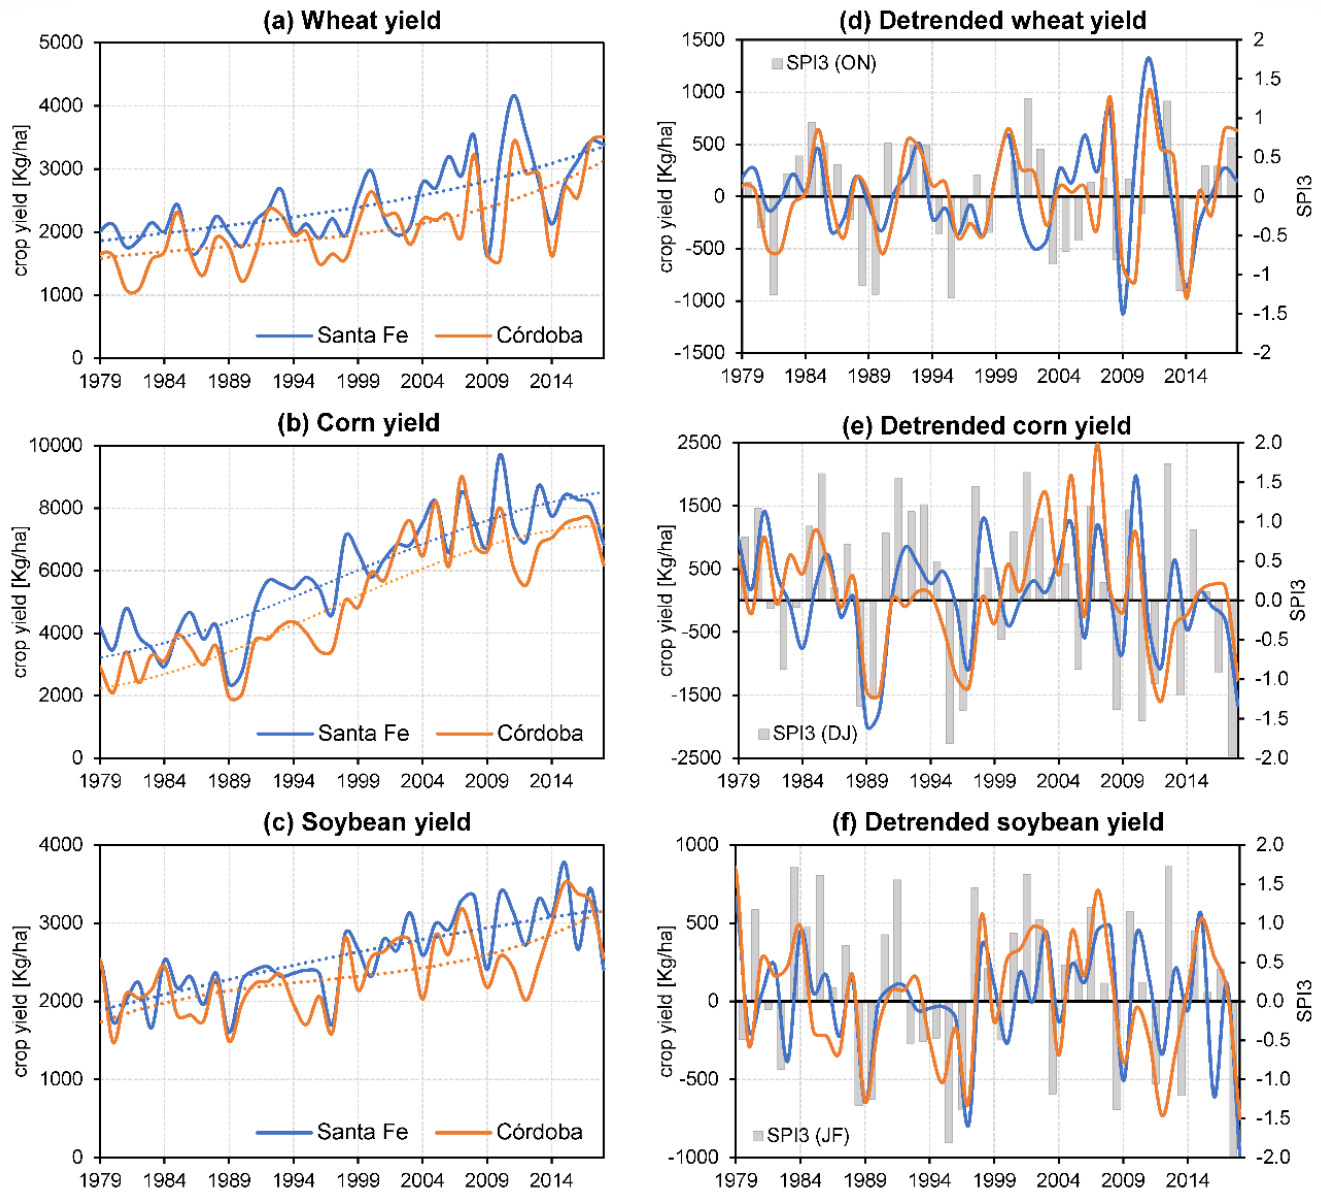 (a) Wheat yield
5000
4000
3000
2000
1000
0
crop yield [Kg/ha]
Santa Fe
Córdoba
1979 1984 1989 1994 1999 2004 2009 2014
(d) Detrended wheat yield
1500
1000
500
0
-500
-1000
-1500
crop yield [Kg/ha]
SPI3 (ON)
2
1.5
1
0.5
0
-0.5
-1
-1.5
-2
SPI3
1979 1984 1989 1994 1999 2004 2009 2014
(b) Corn yield
10000
8000
6000
4000
2000
0
crop yield [Kg/ha]
Santa Fe
Córdoba
1979 1984 1989 1994 1999 2004 2009 2014
(e) Detrended corn yield
2500
1500
500
-500
-1500
-2500
crop yield [Kg/ha]
SPI3 (DJ)
2.0
1.5
1.0
0.5
0.0
-0.5
-1.0
-1.5
-2.0
SPI3
1979 1984 1989 1994 1999 2004 2009 2014
(c) Soybean yield
4000
3000
2000
1000
0
crop yield [Kg/ha]
Santa Fe
Córdoba
1979 1984 1989 1994 1999 2004 2009 2014
(f) Detrended soybean yield
1000
500
0
-500
-1000
crop yield [Kg/ha]
SPI3 (JF)
2.0
1.5
1.0
0.5
0.0
-0.5
-1.0
-1.5
-2.0
SPI3
1979 1984 1989 1994 1999 2004 2009 2014